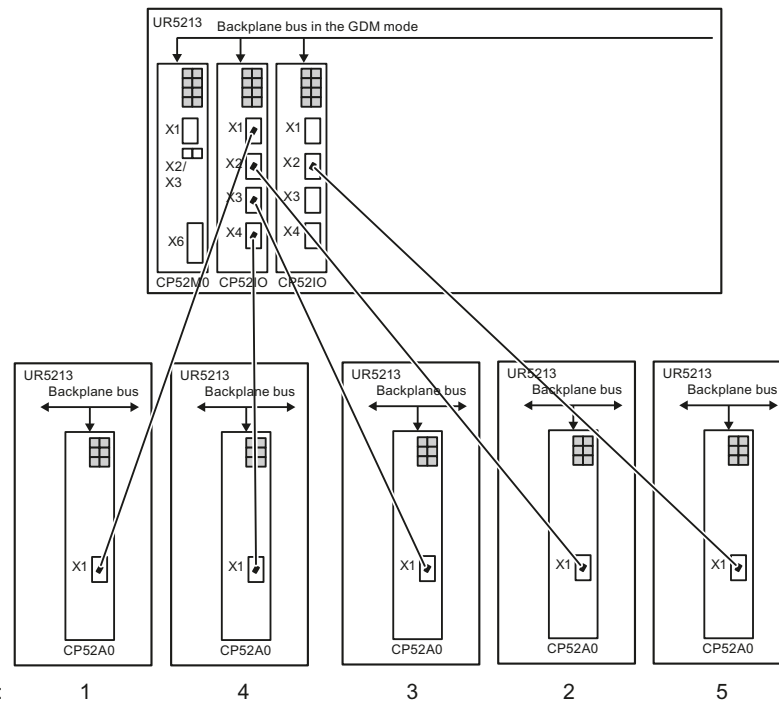 UR5213 Backplane bus in the GDM mode
X1 X1 X1
X2/ X2 X2
X3 X3 X3
X6 X4 X4
CP52M0 CP52IO CP52IO
UR5213 UR5213 UR5213 UR5213 UR5213
Backplane bus Backplane bus Backplane bus Backplane bus Backplane bus
X1 X1 X1 X1 X1
CP52A0 CP52A0 CP52A0 CP52A0 CP52A0
: 1 4 3 2 5